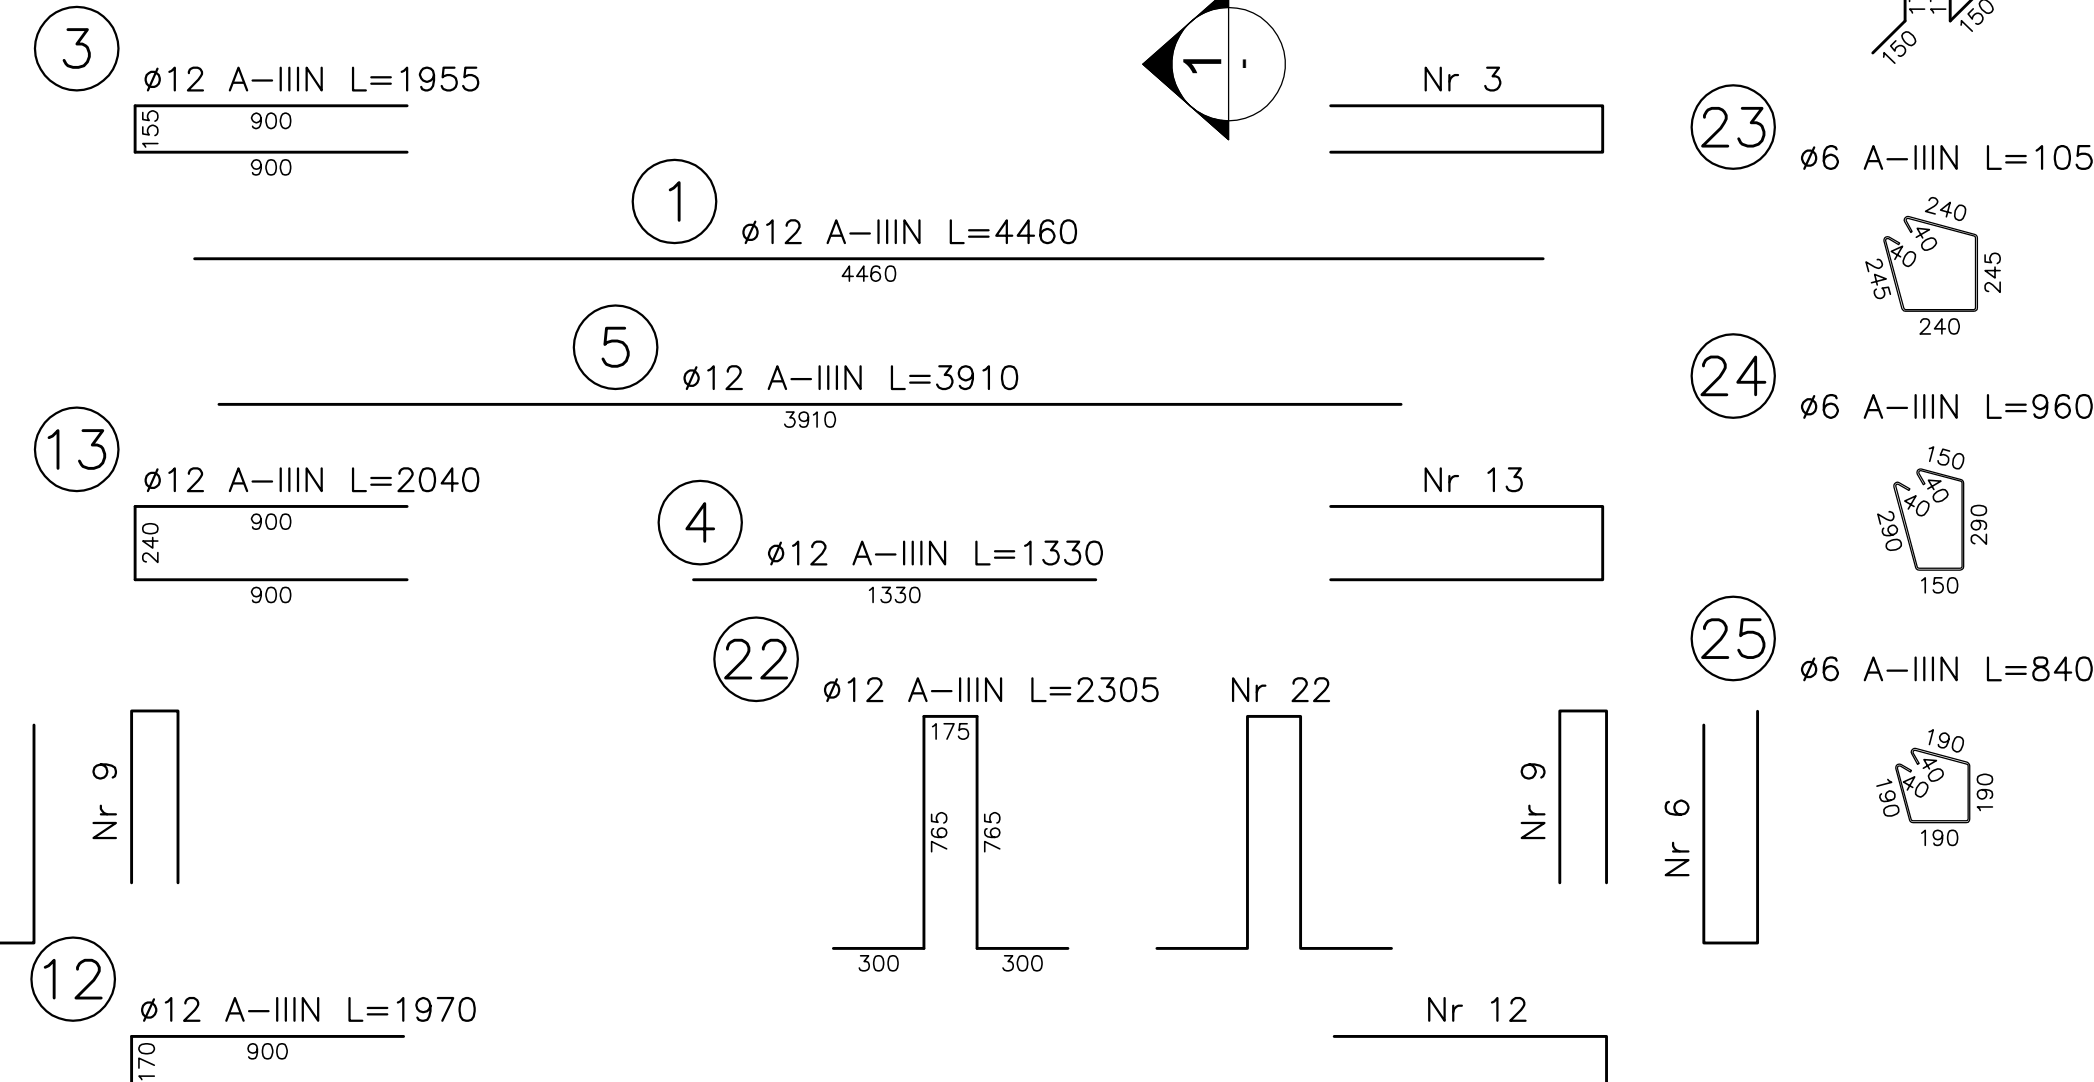 3
ø12 A-IIIN L=1955
155
900
900
1
-
Nr 3
150
150
23
ø6 A-IIIN L=105
240
40
40
245
245
240
1
ø12 A-IIIN L=4460
4460
5
ø12 A-IIIN L=3910
3910
24
ø6 A-IIIN L=960
150
40
40
290
290
150
13
ø12 A-IIIN L=2040
240
900
900
4
ø12 A-IIIN L=1330
1330
Nr 13
25
ø6 A-IIIN L=840
190
40
40
190
190
190
22
ø12 A-IIIN L=2305
175
765
765
300
300
Nr 22
Nr 9
Nr 9
Nr 6
12
ø12 A-IIIN L=1970
170
900
Nr 12